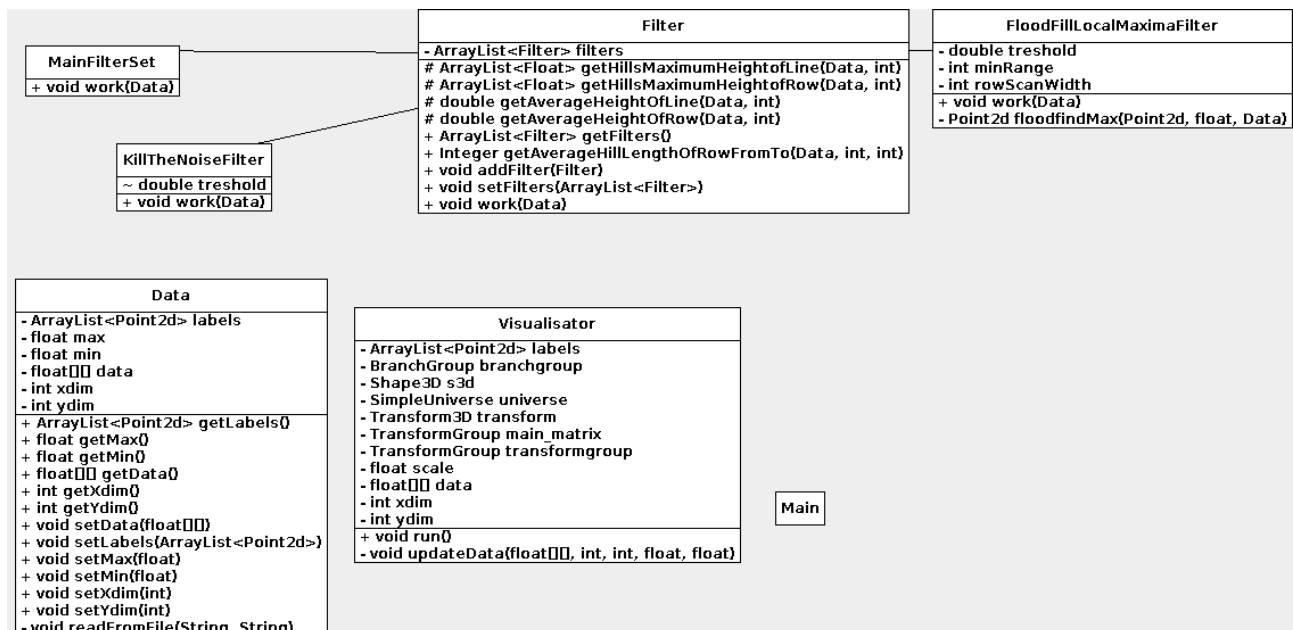 MainFilterSet
+ void work(Data)
KillTheNoiseFilter
~ double treshold
+ void work(Data)
Filter
- ArrayList<Filter> filters
# ArrayList<Float> getHillsMaximumHeightofLine(Data, int)
# ArrayList<Float> getHillsMaximumHeightofRow(Data, int)
# double getAverageHeightOfLine(Data, int)
# double getAverageHeightOfRow(Data, int)
+ ArrayList<Filter> getFilters()
+ Integer getAverageHillLengthOfRowFromTo(Data, int, int)
+ void addFilter(Filter)
+ void setFilters(ArrayList<Filter>)
+ void work(Data)
FloodFillLocalMaximaFilter
- double treshold
- int minRange
- int rowScanWidth
+ void work(Data)
- Point2d floodfindMax(Point2d, float, Data)
Data
- ArrayList<Point2d> labels
- float max
- float min
- float[][] data
- int xdim
- int ydim
+ ArrayList<Point2d> getLabels()
+ float getMax()
+ float getMin()
+ float[][] getData()
+ int getXdim()
+ int getYdim()
+ void setData(float[][])
+ void setLabels(ArrayList<Point2d>)
+ void setMax(float)
+ void setMin(float)
+ void setXdim(int)
+ void setYdim(int)
- void readFromFile(String, String)
Visualisator
- ArrayList<Point2d> labels
- BranchGroup branchgroup
- Shape3D s3d
- SimpleUniverse universe
- Transform3D transform
- TransformGroup main_matrix
- TransformGroup transformgroup
- float scale
- float[][] data
- int xdim
- int ydim
+ void run()
- void updateData(float[][], int, int, float, float)
Main